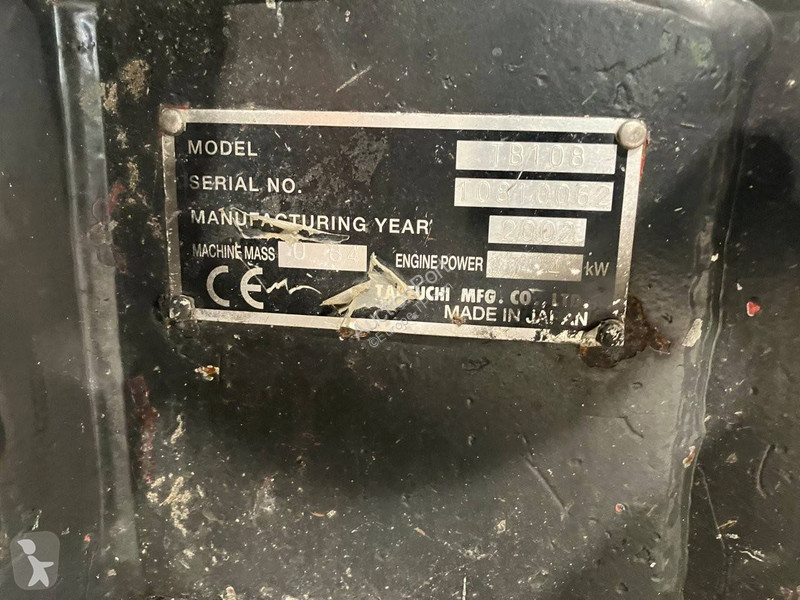 MODEL TB108
SERIAL NO. 10810062
MANUFACTURING YEAR 2002
MACHINE MASS ENGINE POWER kW
CE TAKEUCHI MFG. CO., LTD.
MADE IN JAPAN